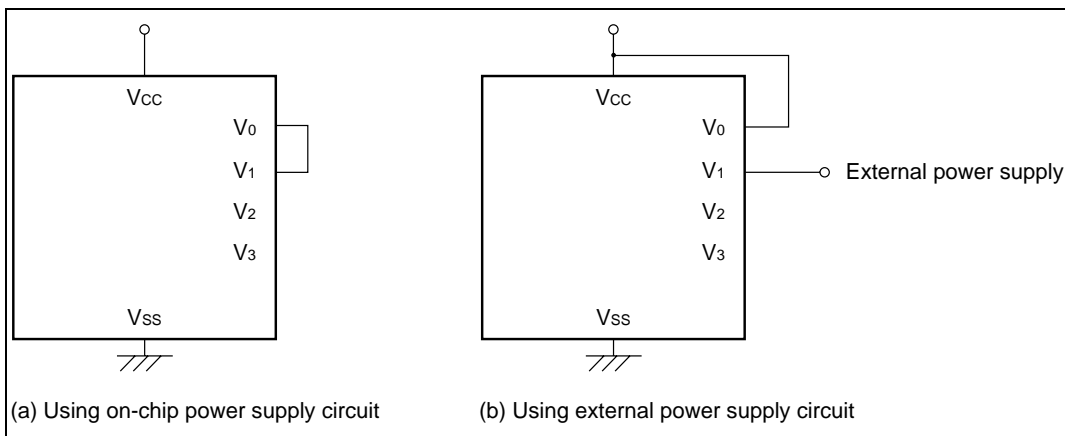 VCC
V0
V1
V2
V3
VSS
(a) Using on-chip power supply circuit
VCC
V0
V1
External power supply
V2
V3
VSS
(b) Using external power supply circuit